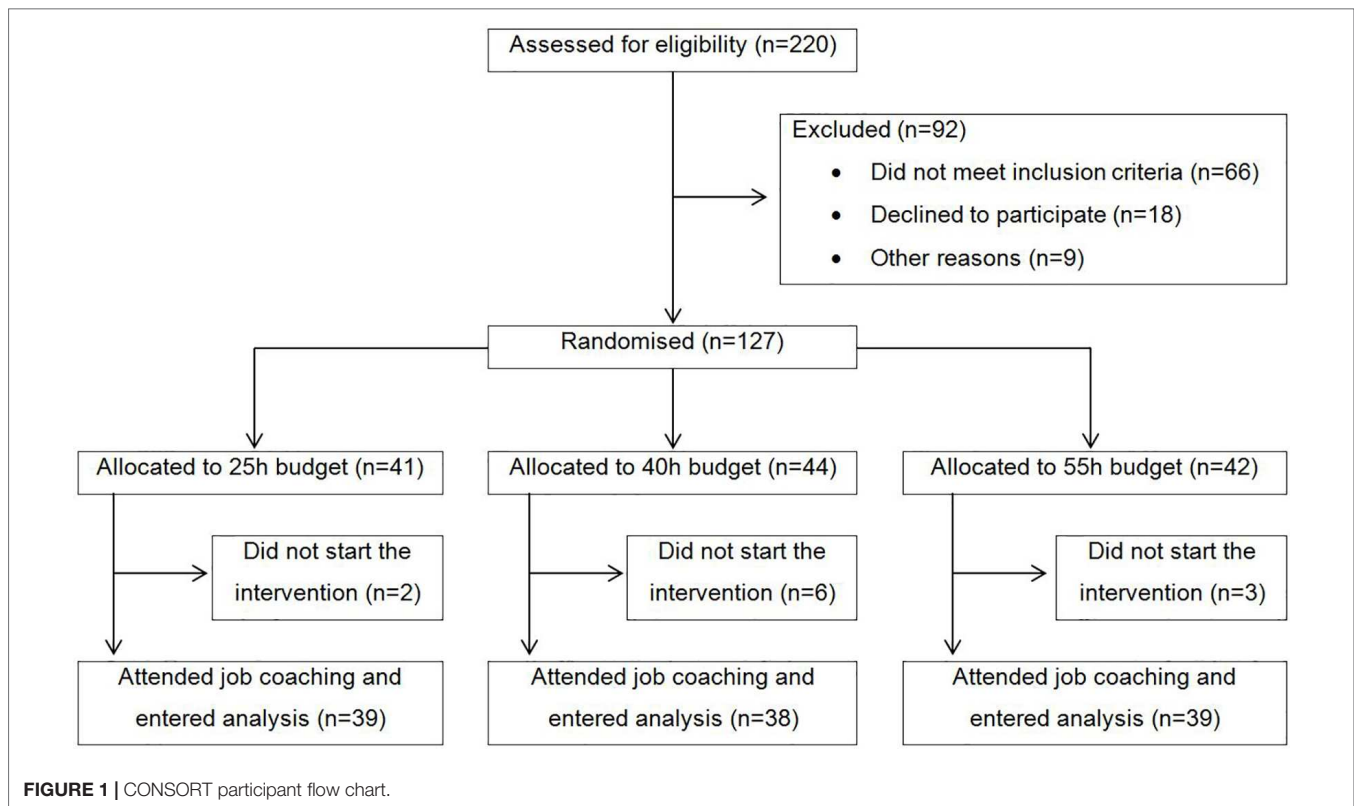 Assessed for eligibility (n=220)
Excluded (n=92)
• Did not meet inclusion criteria (n=66)
• Declined to participate (n=18)
• Other reasons (n=9)
Randomised (n=127)
Allocated to 25h budget (n=41)
Allocated to 40h budget (n=44)
Allocated to 55h budget (n=42)
Did not start the
intervention (n=2)
Did not start the
intervention (n=6)
Did not start the
intervention (n=3)
Attended job coaching and
entered analysis (n=39)
Attended job coaching and
entered analysis (n=38)
Attended job coaching and
entered analysis (n=39)
FIGURE 1 | CONSORT participant flow chart.